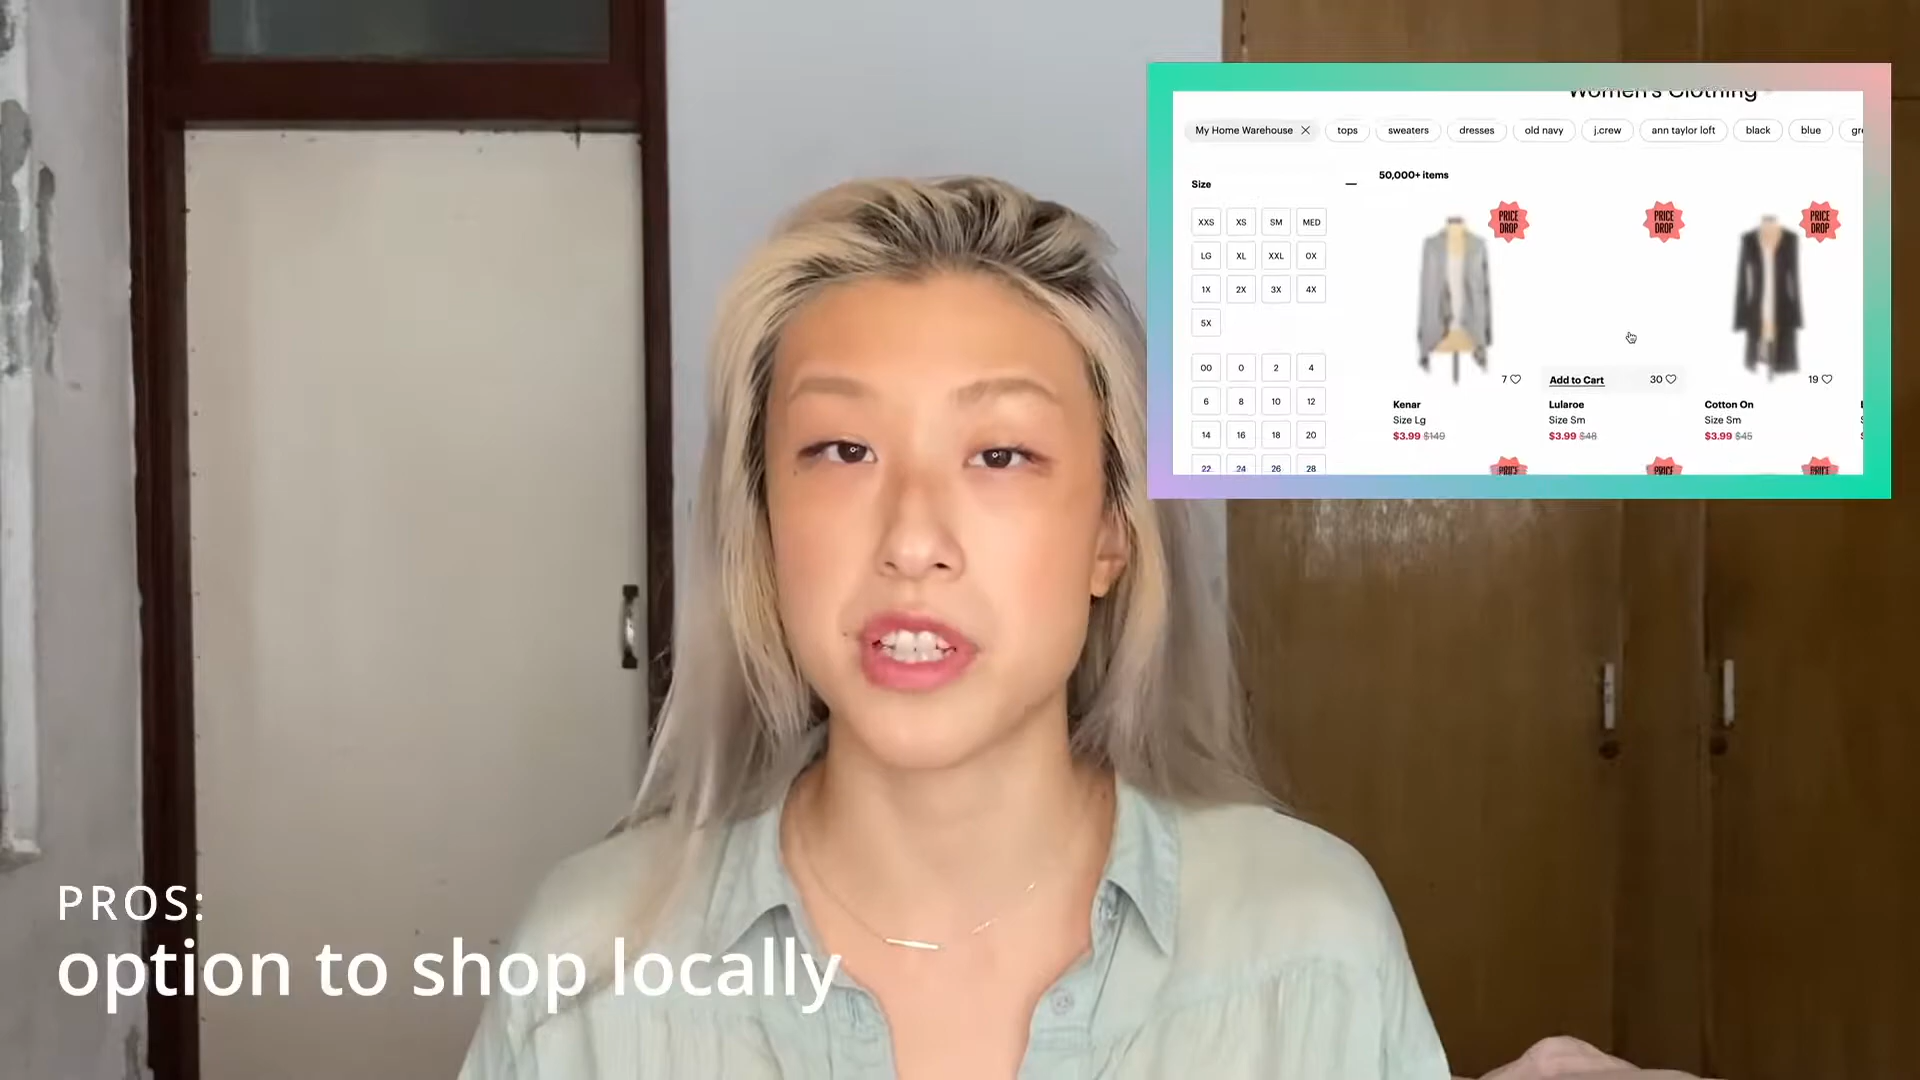 Women's Clothing
My Home Warehouse tops sweaters dresses old navy j.crew ann taylor loft black blue
Size
50,000+ items
XXS XS SM MED
LG XL XXL 0X
1X 2X 3X 4X
5X
00 0 2 4
6 8 10 12
14 16 18 20
22 24 26 28
PRICE DROP
PRICE DROP
PRICE DROP
7
Add to Cart 30
19
Kenar
Size Lg
$3.99 $149
Lularoe
Size Sm
$3.99 $48
Cotton On
Size Sm
$3.99 $45
PRICE
PRICE
PRICE
PROS:
option to shop locally